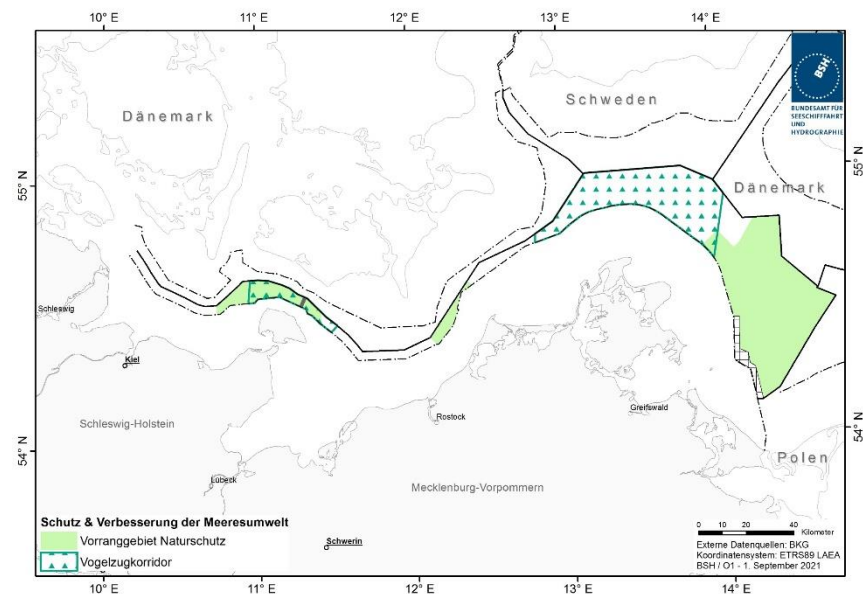 10° E
11° E
12° E
13° E
14° E
Dänemark
Schweden
BSH
BUNDESAMT FÜR
SEESCHIFFFAHRT
UND
HYDROGRAPHIE
55° N
55° N
Dänemark
Schleswig
Kiel
Schleswig-Holstein
Rostock
Greifswald
54° N
54° N
Polen
Lübeck
Mecklenburg-Vorpommern
Schwerin
Schutz & Verbesserung der Meeresumwelt
Vorranggebiet Naturschutz
Vogelzugkorridor
0 10 20 40
Kilometer
Externe Datenquellen: BKG
Koordinatensystem: ETRS89 LAEA
BSH / O1 - 1. September 2021
10° E
11° E
12° E
13° E
14° E